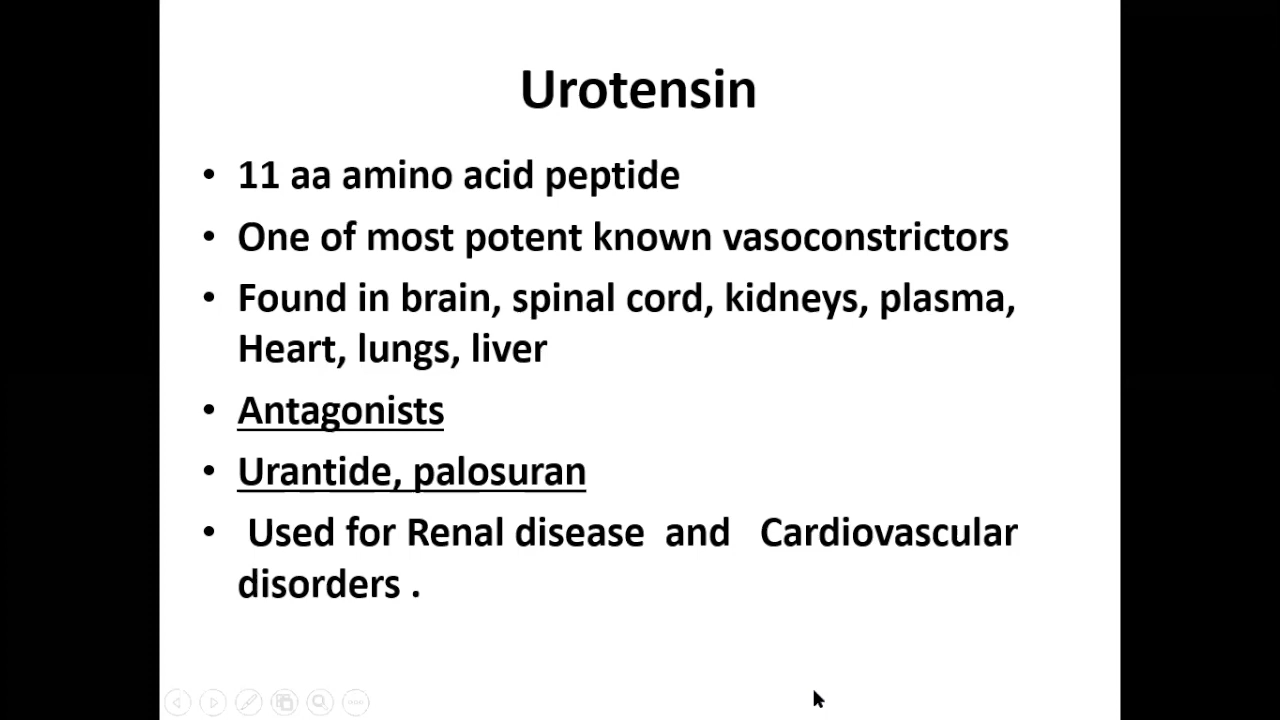 Urotensin
• 11 aa amino acid peptide
• One of most potent known vasoconstrictors
• Found in brain, spinal cord, kidneys, plasma,
Heart, lungs, liver
• Antagonists
• Urantide, palosuran
• Used for Renal disease and Cardiovascular
disorders .